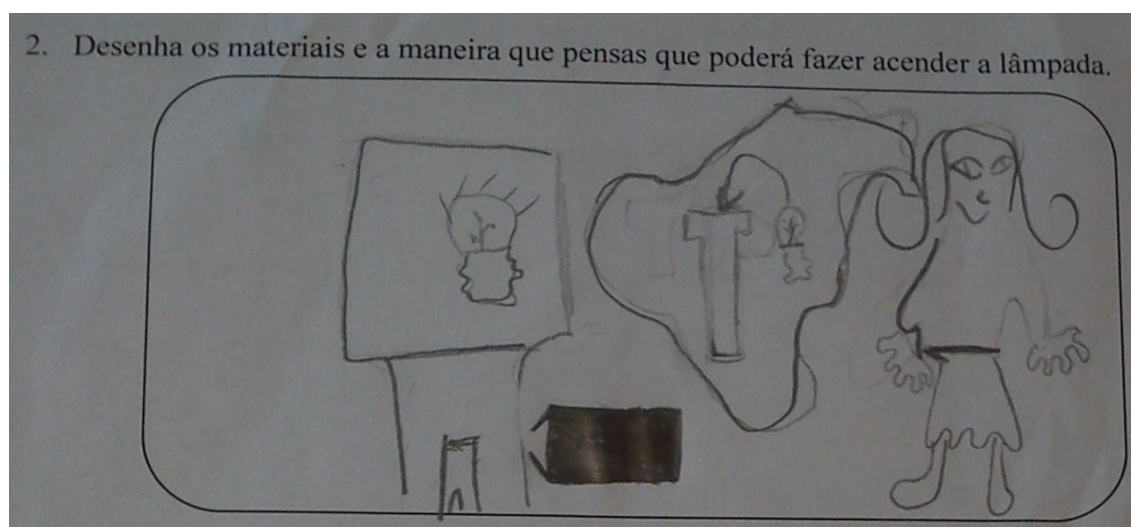 2. Desenha os materiais e a maneira que pensas que poderá fazer acender a lâmpada.